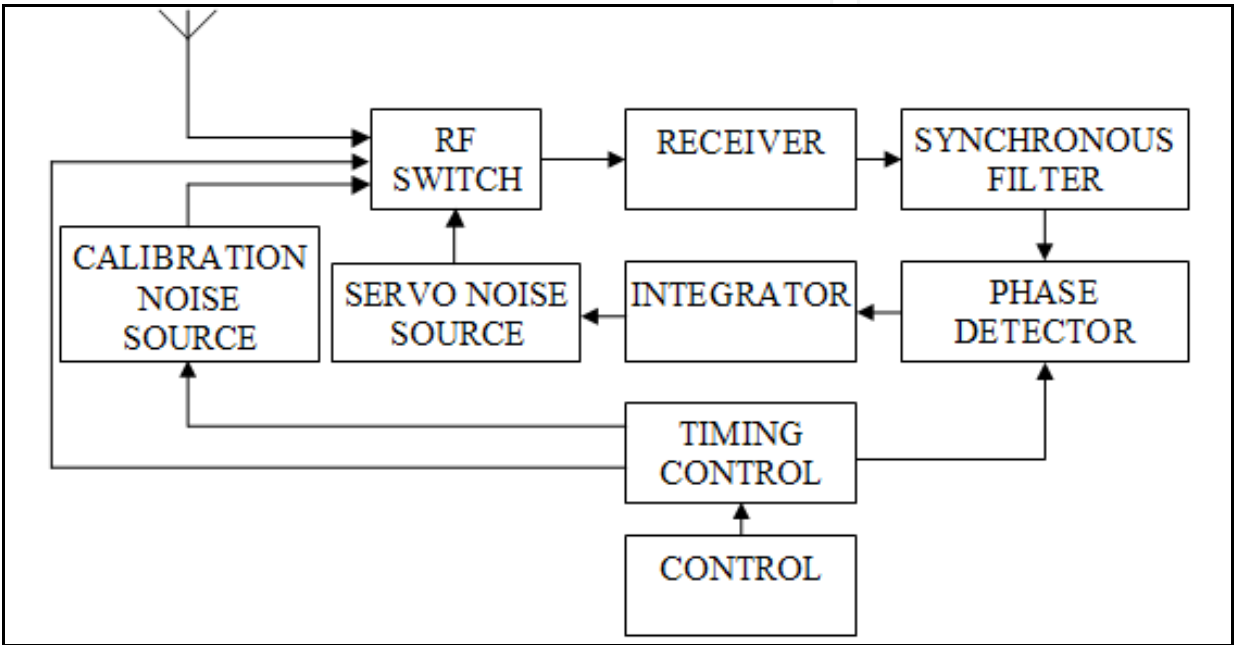 RF
SWITCH
RECEIVER
SYNCHRONOUS
FILTER
CALIBRATION
NOISE
SOURCE
SERVO NOISE
SOURCE
INTEGRATOR
PHASE
DETECTOR
TIMING
CONTROL
CONTROL